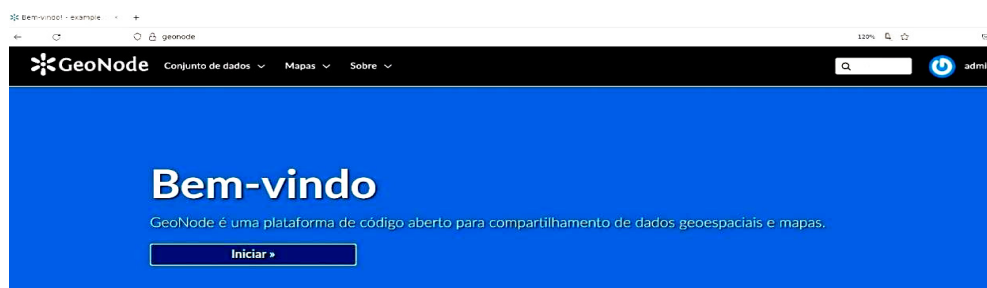 Bem-vindo! - example × +
geonode 120%
GeoNode Conjunto de dados Mapas Sobre admi
Bem-vindo
GeoNode é uma plataforma de código aberto para compartilhamento de dados geoespaciais e mapas.
Iniciar »